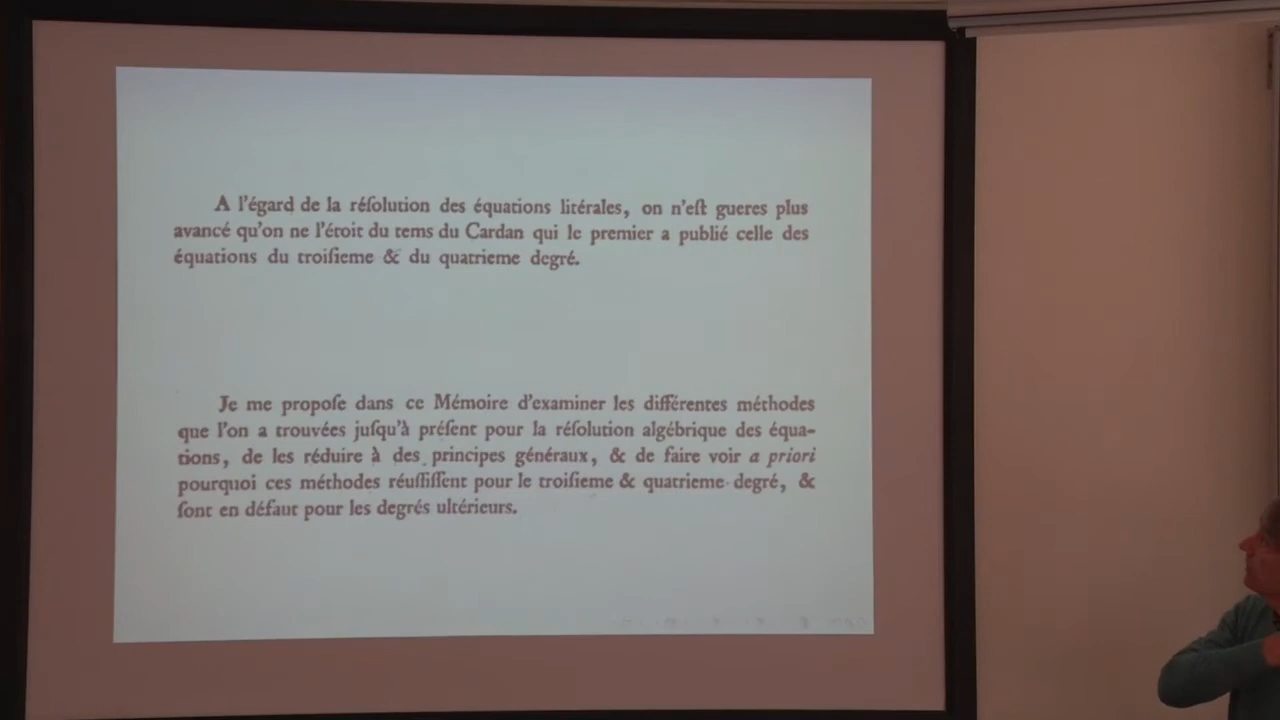 A l'égard de la réſolution des équations litérales, on n'eſt gueres plus
avancé qu'on ne l'étoit du tems du Cardan qui le premier a publié celle des
équations du troiſieme & du quatrieme degré.
Je me propoſe dans ce Mémoire d'examiner les différentes méthodes
que l'on a trouvées juſqu'à préſent pour la réſolution algébrique des équa-
tions, de les réduire à des principes généraux, & de faire voir a priori
pourquoi ces méthodes réuſſiſſent pour le troiſieme & quatrieme degré, &
ſont en défaut pour les degrés ultérieurs.